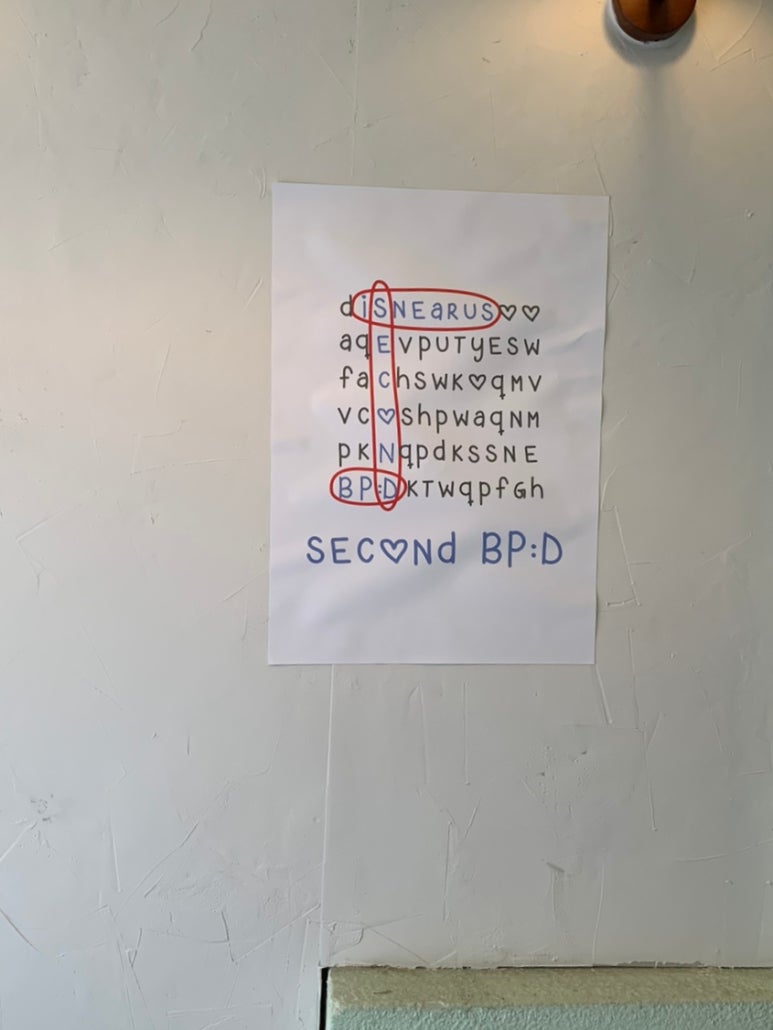 diSNEaRUS♡♡
aqEvpUTyESW
faChSWK♡qMV
VC♡ShpWaqNM
pKNqpdKSSNE
BP:DKTWqpfGh
SEC♡Nd BP:D